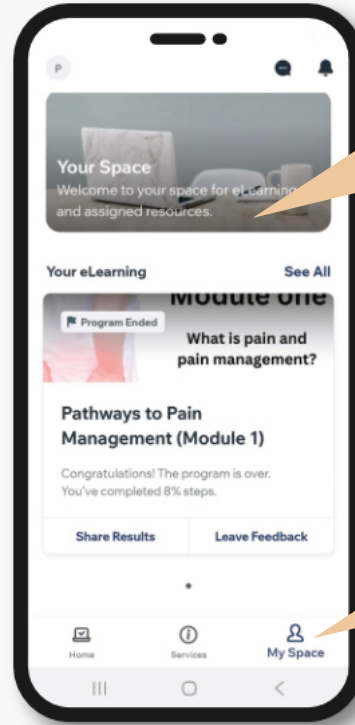 P
Your Space
Welcome to your space for eLearning
and assigned resources.
Your eLearning
See All
Module one
Program Ended
What is pain and
pain management?
Pathways to Pain
Management (Module 1)
Congratulations! The program is over.
You've completed 8% steps.
Share Results
Leave Feedback
Home
Services
My Space